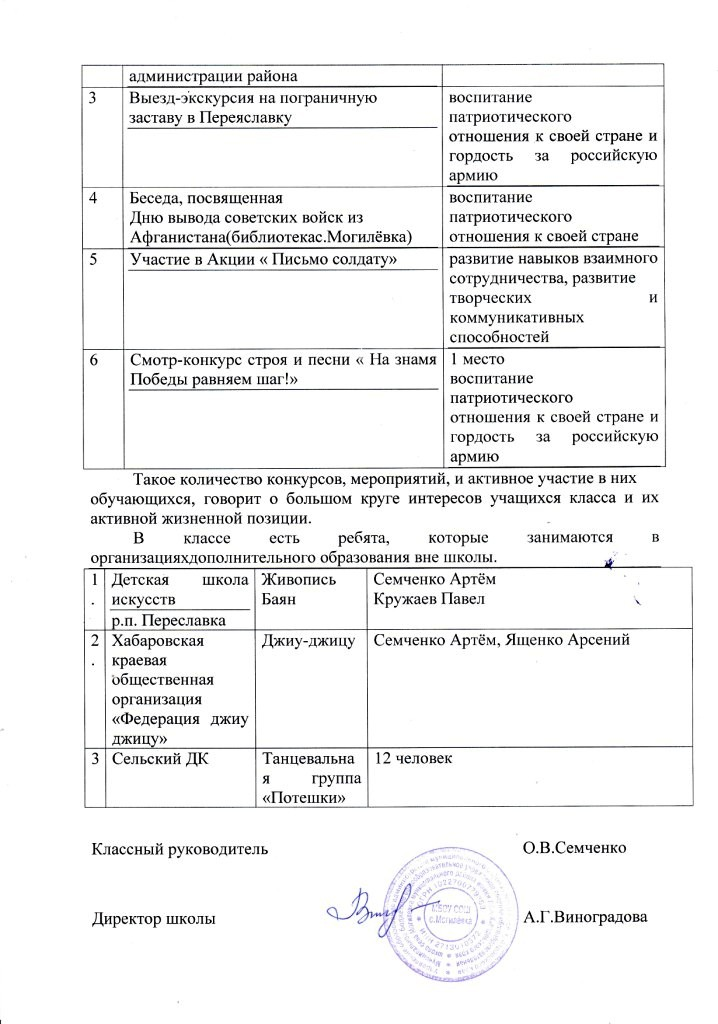 администрации района
3 Выезд-экскурсия на пограничную
заставу в Переяславку
воспитание
патриотического
отношения к своей стране и
гордость за российскую
армию
4 Беседа, посвященная
Дню вывода советских войск из
Афганистана(библиотекас.Могилёвка)
воспитание
патриотического
отношения к своей стране
5 Участие в Акции « Письмо солдату»
развитие навыков взаимного
сотрудничества, развитие
творческих и
коммуникативных
способностей
6 Смотр-конкурс строя и песни « На знамя
Победы равняем шаг!»
1 место
воспитание
патриотического
отношения к своей стране и
гордость за российскую
армию
Такое количество конкурсов, мероприятий, и активное участие в них
обучающихся, говорит о большом круге интересов учащихся класса и их
активной жизненной позиции.
В классе есть ребята, которые занимаются в
организацияхдополнительного образования вне школы.
1
.
Детская школа
искусств
р.п. Переславка
Живопись
Баян
Семченко Артём
Кружаев Павел
2
.
Хабаровская
краевая
общественная
организация
«Федерация джиу
джицу»
Джиу-джицу
Семченко Артём, Ященко Арсений
3 Сельский ДК
Танцевальна
я группа
«Потешки»
12 человек
Классный руководитель О.В.Семченко
Директор школы А.Г.Виноградова
МБОУ СОШ
с.Могилёвка